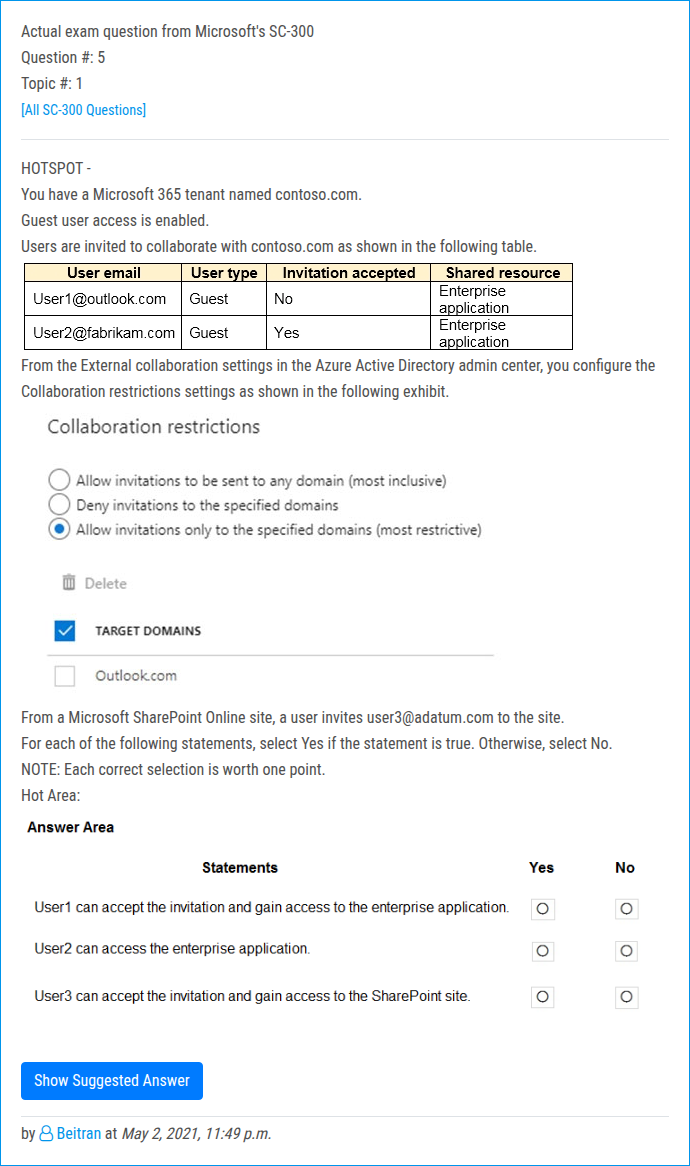 Actual exam question from Microsoft's SC-300
Question #: 5
Topic #: 1
[All SC-300 Questions]
HOTSPOT -
You have a Microsoft 365 tenant named contoso.com.
Guest user access is enabled.
Users are invited to collaborate with contoso.com as shown in the following table.
User email User type Invitation accepted Shared resource
User1@outlook.com Guest No Enterprise
application
User2@fabrikam.com Guest Yes Enterprise
application
From the External collaboration settings in the Azure Active Directory admin center, you configure the
Collaboration restrictions settings as shown in the following exhibit.
Collaboration restrictions
Allow invitations to be sent to any domain (most inclusive)
Deny invitations to the specified domains
Allow invitations only to the specified domains (most restrictive)
Delete
TARGET DOMAINS
Outlook.com
From a Microsoft SharePoint Online site, a user invites user3@adatum.com to the site.
For each of the following statements, select Yes if the statement is true. Otherwise, select No.
NOTE: Each correct selection is worth one point.
Hot Area:
Answer Area
Statements Yes No
User1 can accept the invitation and gain access to the enterprise application.
User2 can access the enterprise application.
User3 can accept the invitation and gain access to the SharePoint site.
Show Suggested Answer
by Beitran at May 2, 2021, 11:49 p.m.